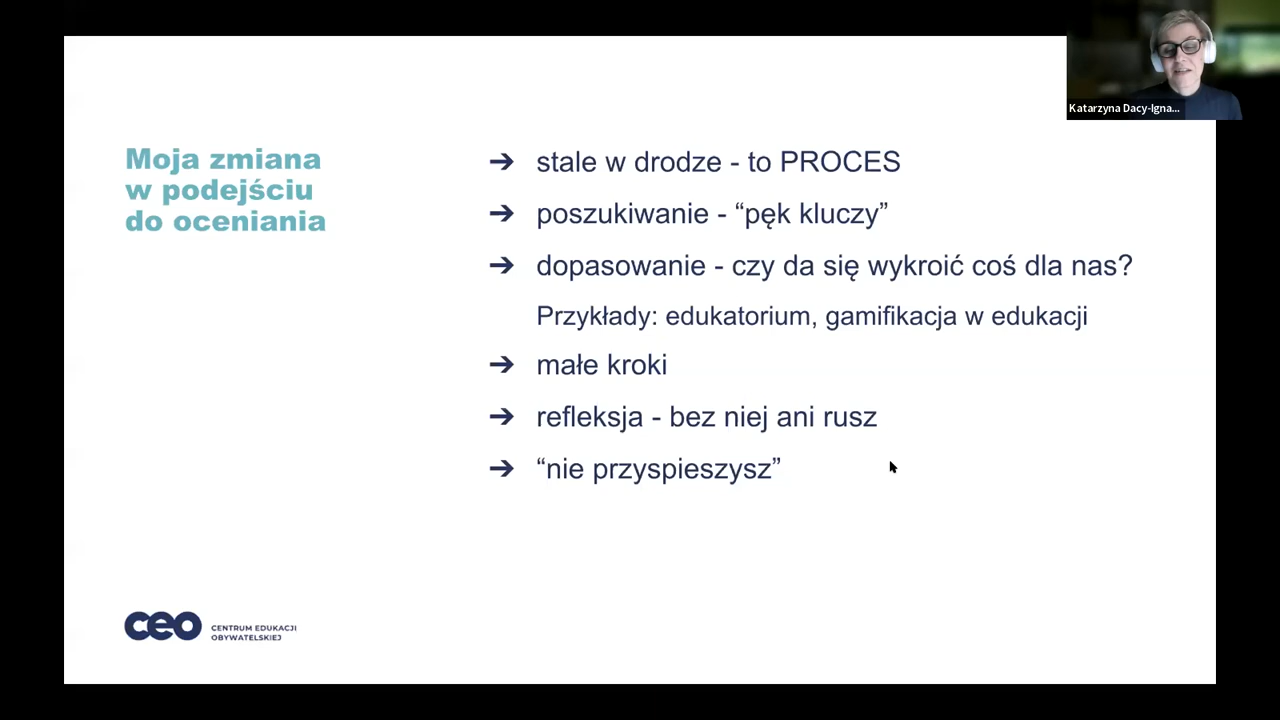 Katarzyna Dacy-Igna...
Moja zmiana
w podejściu
do oceniania
➔ stale w drodze - to PROCES
➔ poszukiwanie - “pęk kluczy”
➔ dopasowanie - czy da się wykroić coś dla nas?
Przykłady: edukatorium, gamifikacja w edukacji
➔ małe kroki
➔ refleksja - bez niej ani rusz
➔ “nie przyspieszysz”
ceo CENTRUM EDUKACJI
OBYWATELSKIEJ